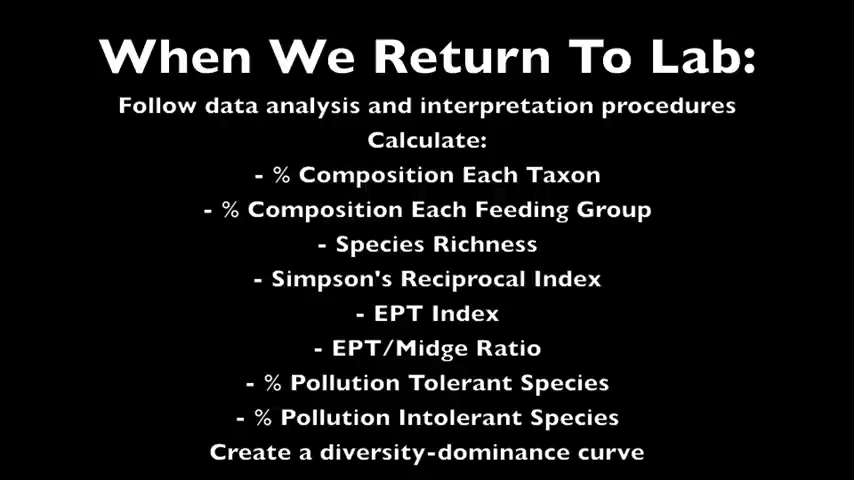 When We Return To Lab:
Follow data analysis and interpretation procedures
Calculate:
- % Composition Each Taxon
- % Composition Each Feeding Group
- Species Richness
- Simpson's Reciprocal Index
- EPT Index
- EPT/Midge Ratio
- % Pollution Tolerant Species
- % Pollution Intolerant Species
Create a diversity-dominance curve